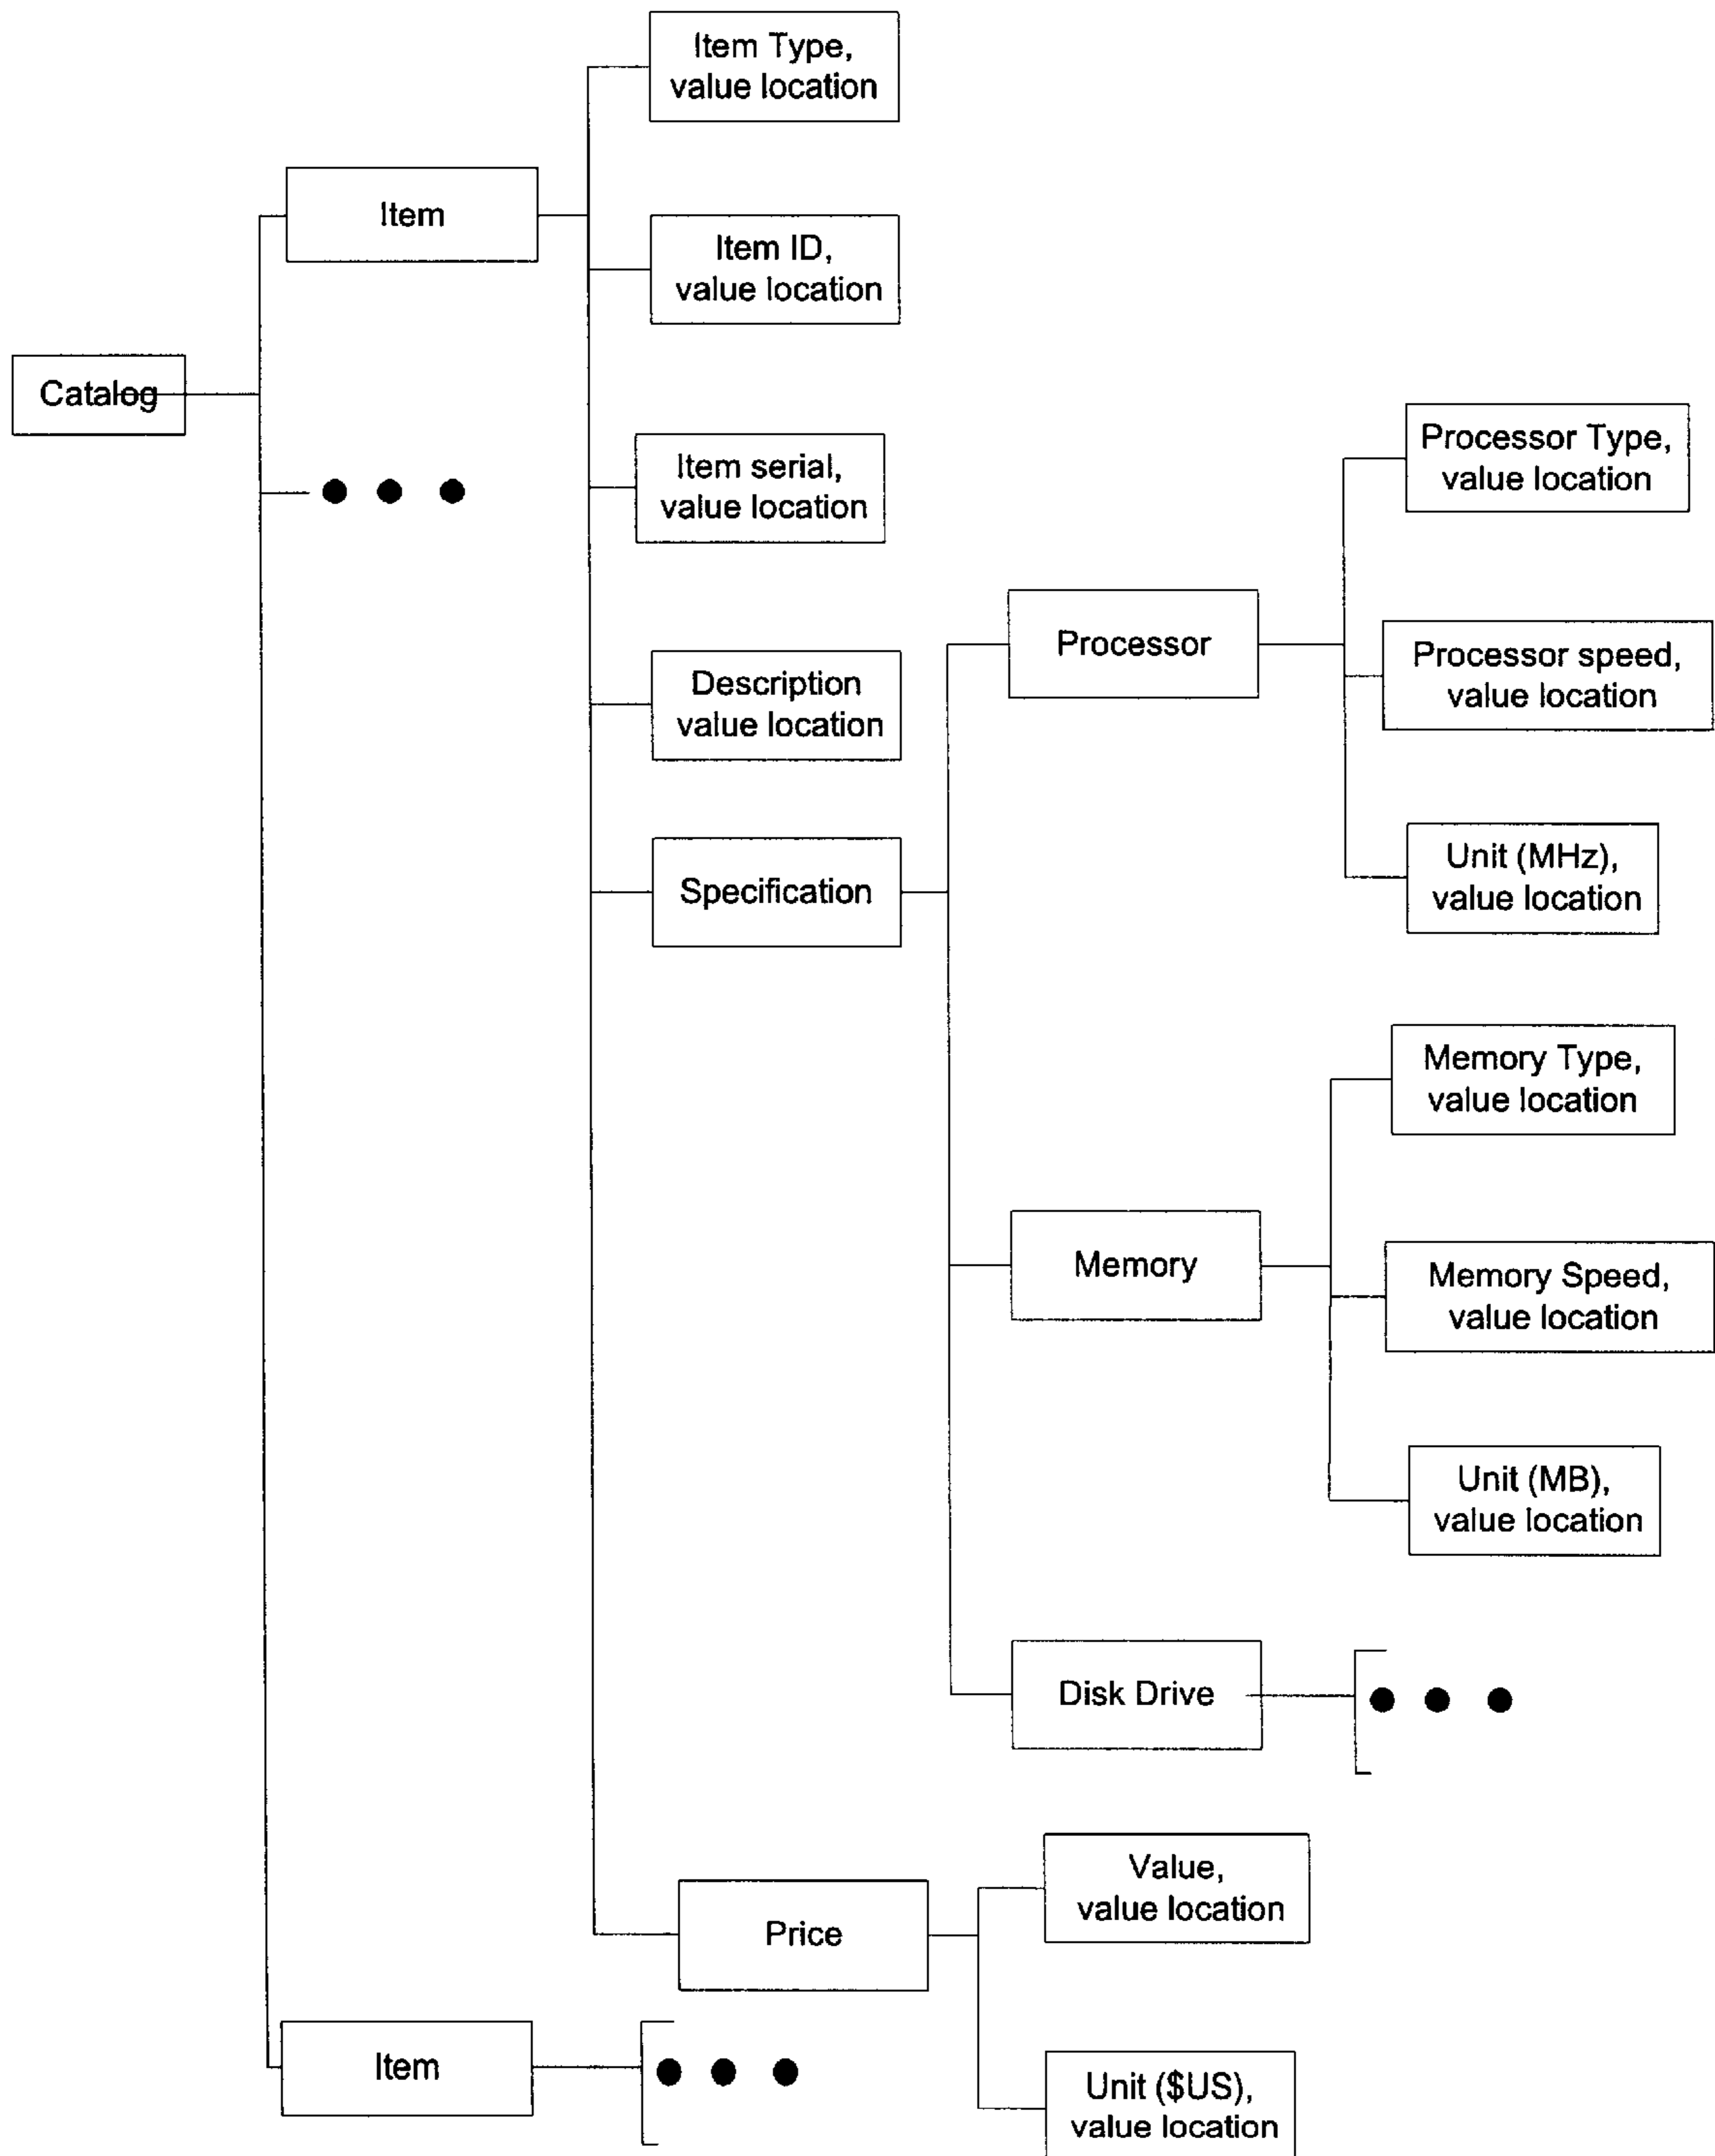 Item Type,
value location
Item
Item ID,
value location
Catalog
Item serial,
value location
Description
value location
Specification
Processor
Processor Type,
value location
Processor speed,
value location
Unit (MHz),
value location
Memory
Memory Type,
value location
Memory Speed,
value location
Unit (MB),
value location
Disk Drive
Price
Value,
value location
Unit ($US),
value location
Item